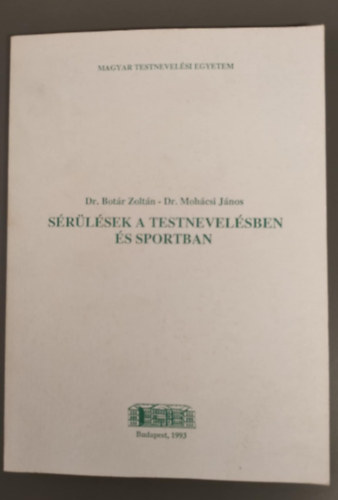 MAGYAR TESTNEVELÉSI EGYETEM
Dr. Botár Zoltán - Dr. Mohácsi János
SÉRÜLÉSEK A TESTNEVELÉSBEN
ÉS SPORTBAN
Budapest, 1993